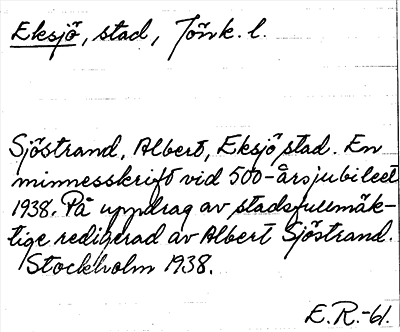 Eksjö, stad, Jönk. l.
Sjöstrand, Albert, Eksjö stad. En
minnesskrift vid 500-årsjubileet
1938. På uppdrag av stadsfullmäk-
tige redigerad av Albert Sjöstrand.
Stockholm 1938.
E.R.-61.